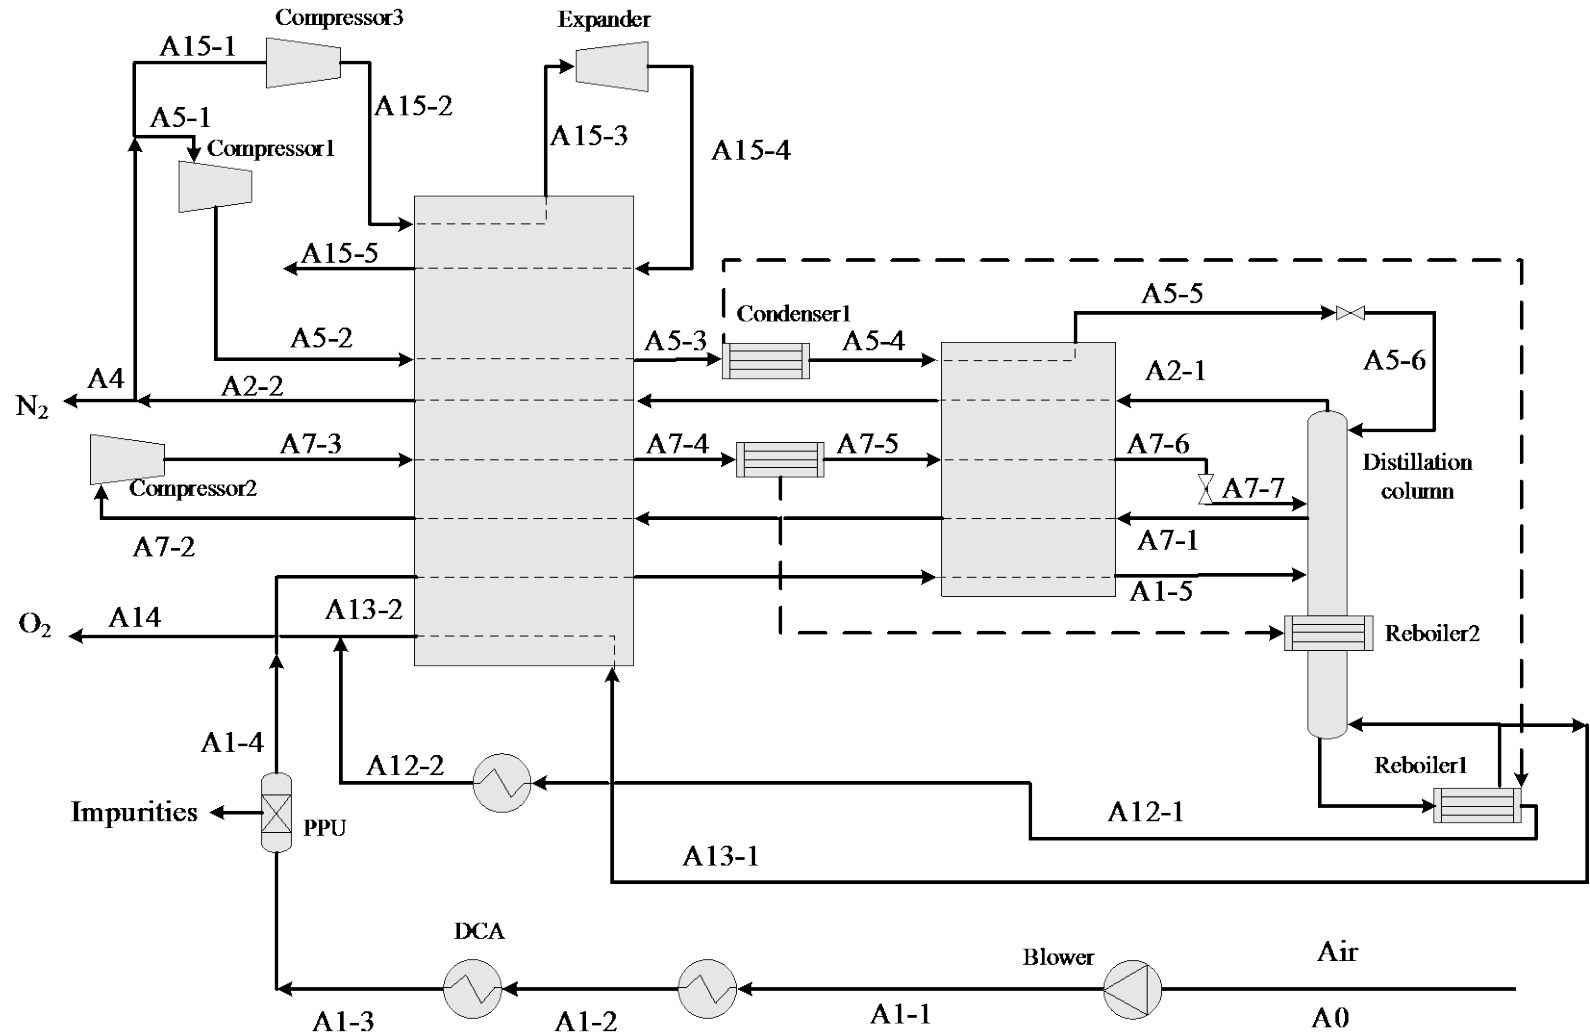 Compressor3
Expander
A15-1
A15-2
A5-1
A15-3
Compressor1
A15-4
A15-5
A5-5
Condenser1
A5-2
A5-3
A5-4
A5-6
A4
A2-2
A2-1
N2
A7-3
A7-4
A7-5
A7-6
Distillation
column
Compressor2
A7-7
A7-2
A7-1
A1-5
A13-2
A14
O2
Reboiler2
A1-4
A12-2
Reboiler1
Impurities
PPU
A12-1
A13-1
DCA
Blower
Air
A1-3
A1-2
A1-1
A0